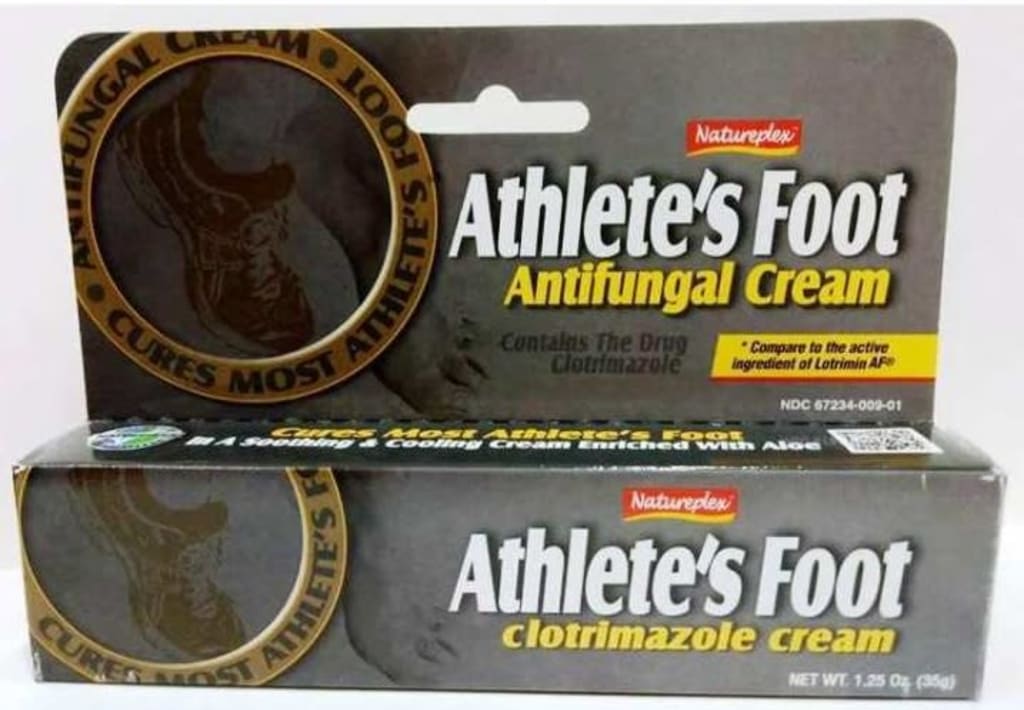 ANTIFUNGAL CREAM • CURES MOST ATHLETE'S FOOT •
Natureplex
Athlete's Foot
Antifungal Cream
Contains The Drug
Clotrimazole
* Compare to the active
ingredient of Lotrimin AF®
NDC 67234-009-01
Cures Most Athlete's Foot
In A Soothing & Cooling Cream Enriched With Aloe
CURES MOST ATHLETE'S F
Natureplex
Athlete's Foot
clotrimazole cream
NET WT. 1.25 Oz. (35g)